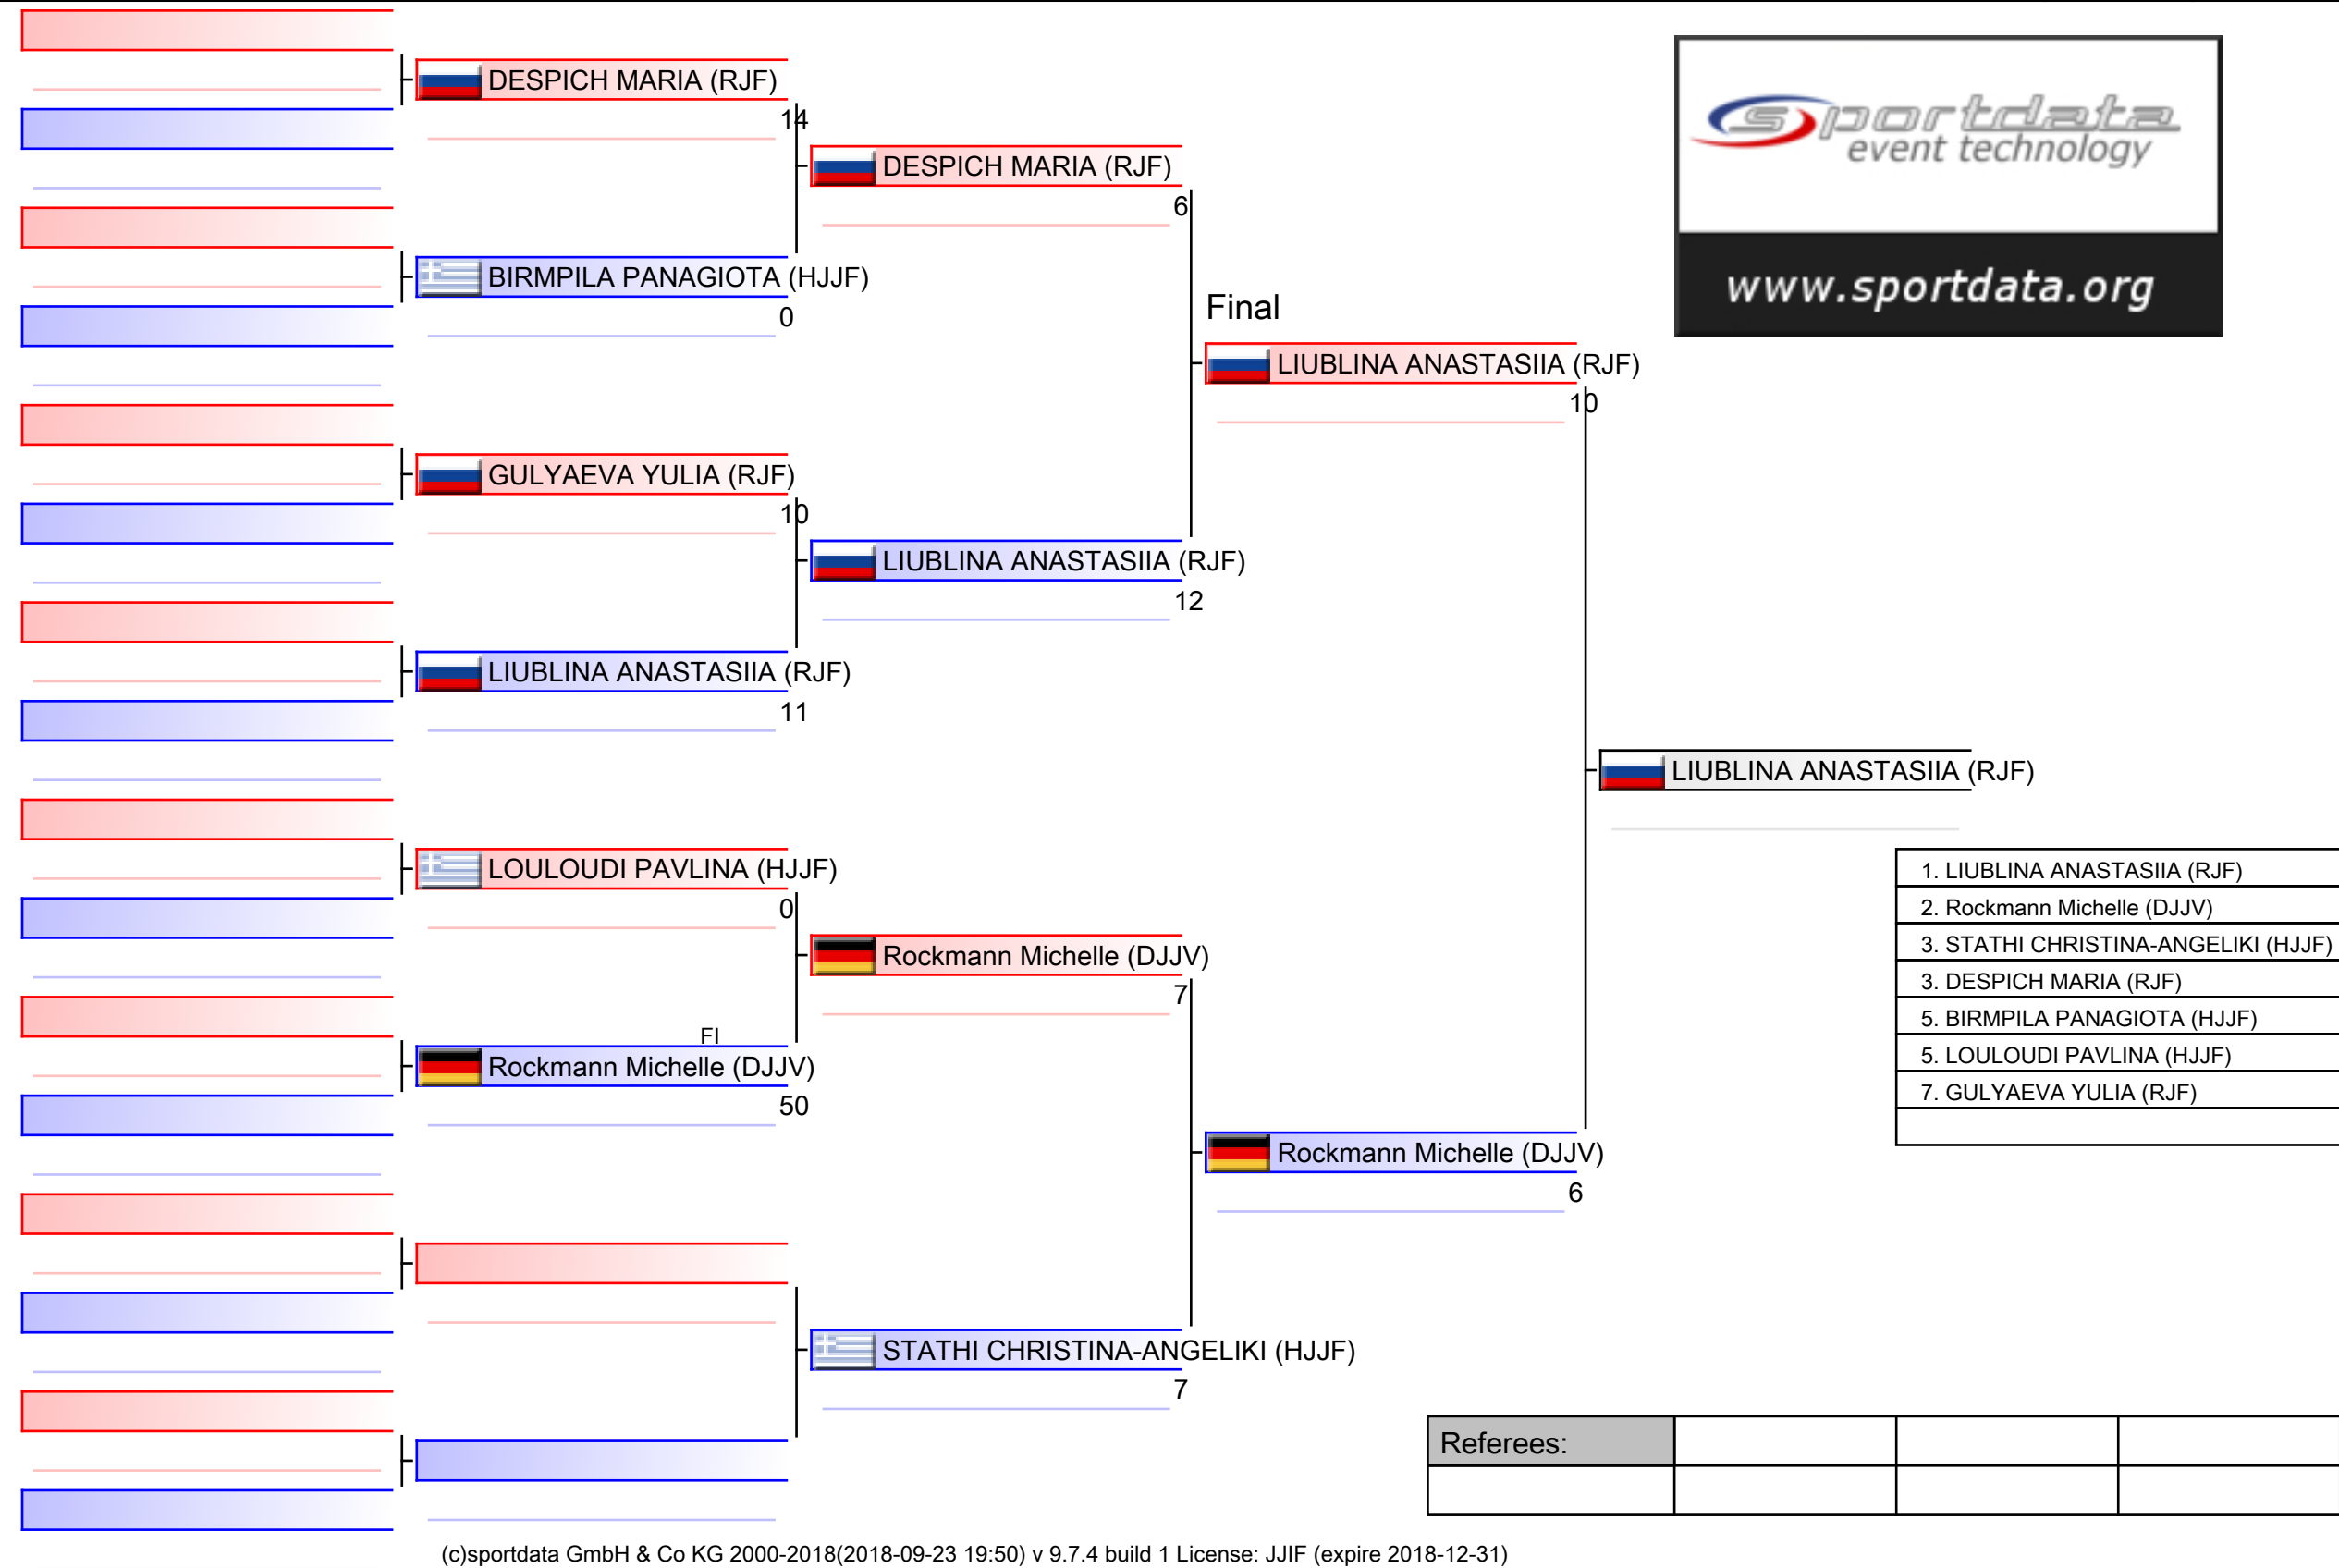 DESPICH MARIA (RJF)
14
BIRMPILA PANAGIOTA (HJJF)
0
GULYAEVA YULIA (RJF)
10
LIUBLINA ANASTASIIA (RJF)
11
LOULOUDI PAVLINA (HJJF)
0
FI
Rockmann Michelle (DJJV)
50
DESPICH MARIA (RJF)
6
LIUBLINA ANASTASIIA (RJF)
12
Rockmann Michelle (DJJV)
7
STATHI CHRISTINA-ANGELIKI (HJJF)
7
Final
LIUBLINA ANASTASIIA (RJF)
10
Rockmann Michelle (DJJV)
6
LIUBLINA ANASTASIIA (RJF)
sportdata
event technology
www.sportdata.org
1. LIUBLINA ANASTASIIA (RJF)
2. Rockmann Michelle (DJJV)
3. STATHI CHRISTINA-ANGELIKI (HJJF)
3. DESPICH MARIA (RJF)
5. BIRMPILA PANAGIOTA (HJJF)
5. LOULOUDI PAVLINA (HJJF)
7. GULYAEVA YULIA (RJF)
Referees:
(c)sportdata GmbH & Co KG 2000-2018(2018-09-23 19:50) v 9.7.4 build 1 License: JJIF (expire 2018-12-31)